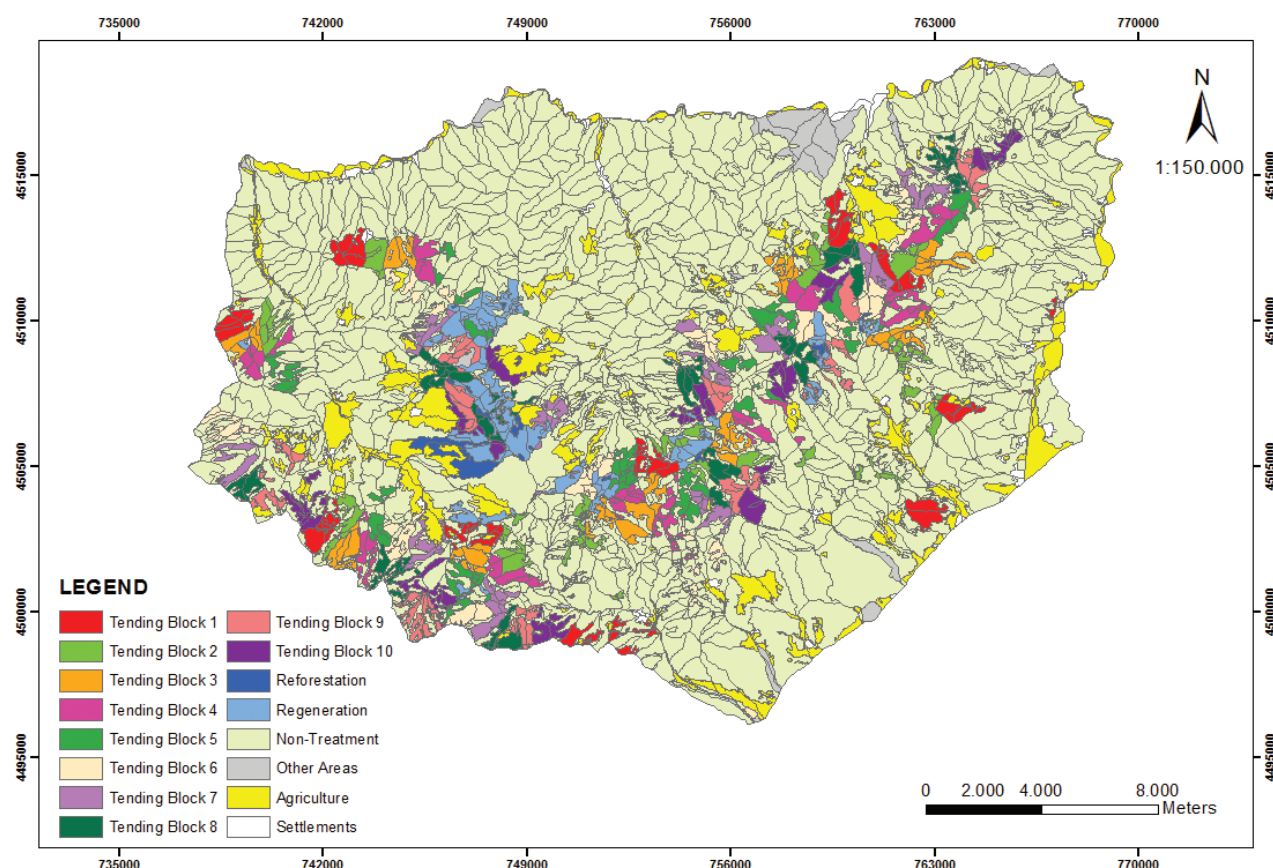 735000 742000 749000 756000 763000 770000
N
1:150.000
4515000 4515000
4510000 4510000
4505000 4505000
4500000 4500000
4495000 4495000
LEGEND
Tending Block 1 Tending Block 9
Tending Block 2 Tending Block 10
Tending Block 3 Reforestation
Tending Block 4 Regeneration
Tending Block 5 Non-Treatment
Tending Block 6 Other Areas
Tending Block 7 Agriculture
Tending Block 8 Settlements
0 2.000 4.000 8.000
Meters
735000 742000 749000 756000 763000 770000